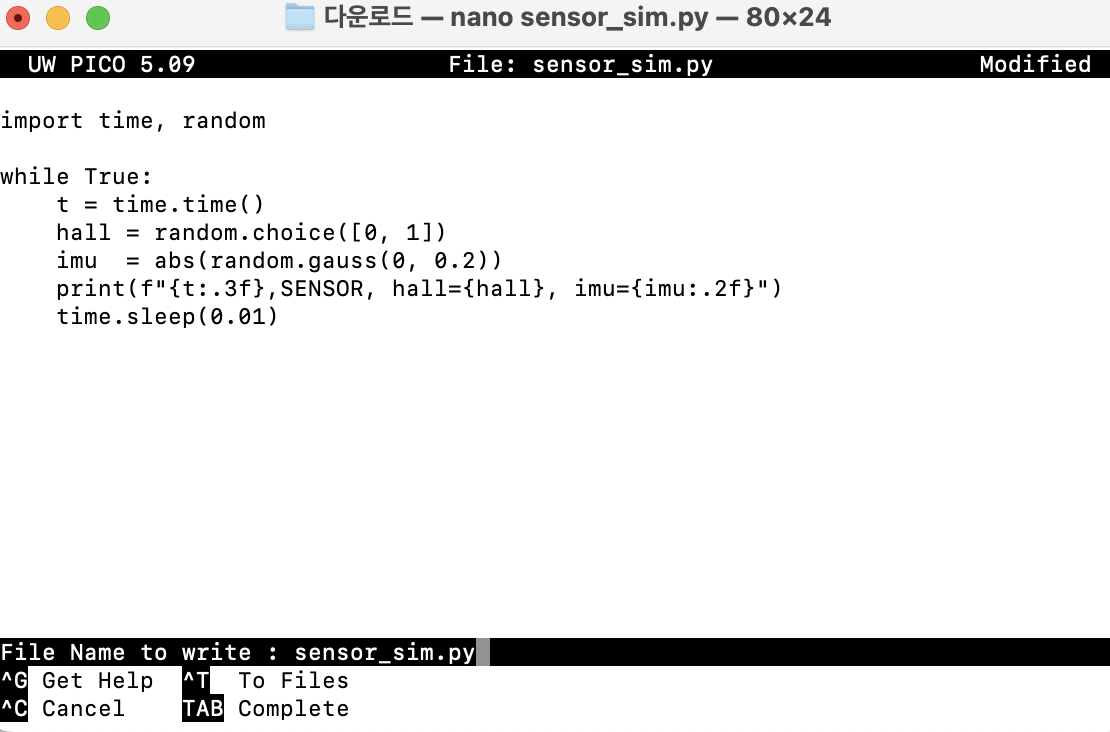 다운로드 — nano sensor_sim.py — 80×24
UW PICO 5.09 File: sensor_sim.py Modified
import time, random
while True:
    t = time.time()
    hall = random.choice([0, 1])
    imu  = abs(random.gauss(0, 0.2))
    print(f"{t:.3f},SENSOR, hall={hall}, imu={imu:.2f}")
    time.sleep(0.01)
File Name to write : sensor_sim.py
^G Get Help ^T To Files
^C Cancel TAB Complete